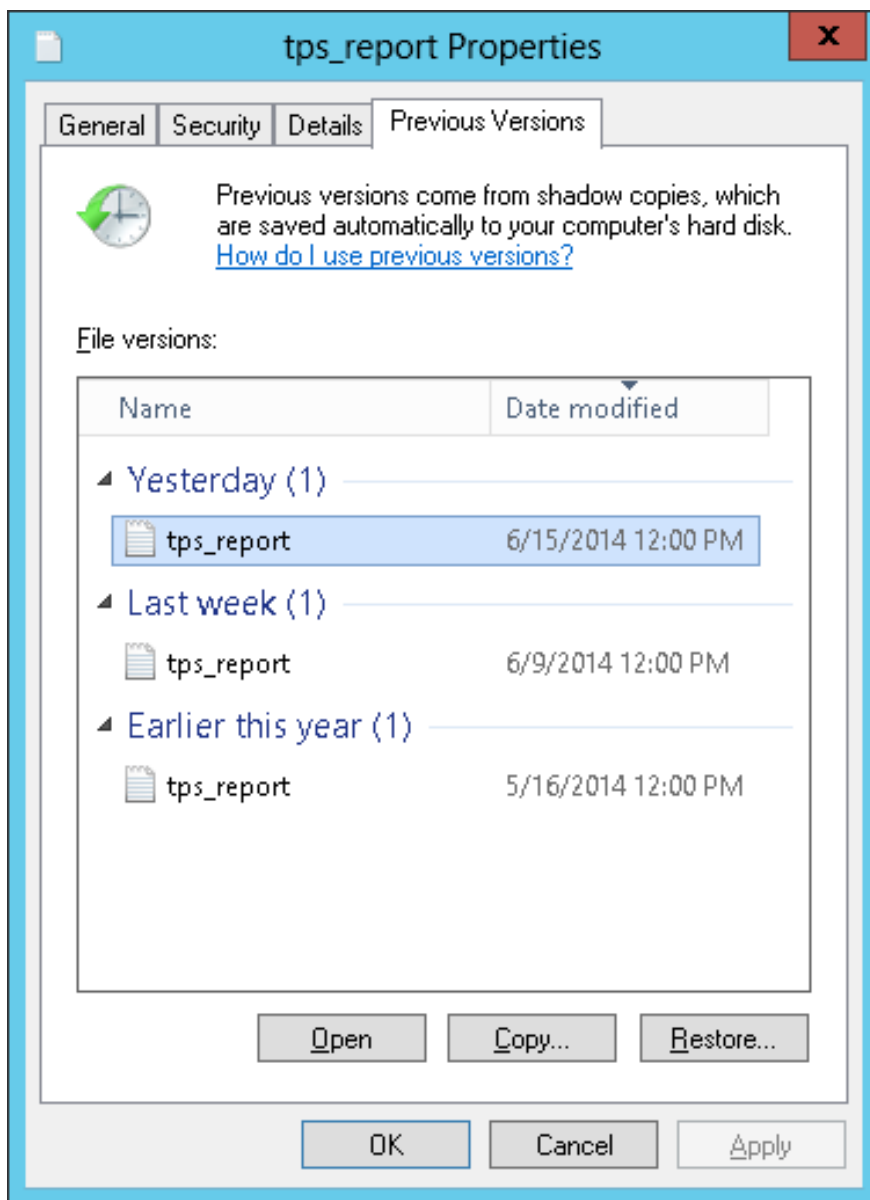 tps_report Properties
x
General Security Details Previous Versions
Previous versions come from shadow copies, which
are saved automatically to your computer's hard disk.
How do I use previous versions?
File versions:
Name Date modified
Yesterday (1)
tps_report 6/15/2014 12:00 PM
Last week (1)
tps_report 6/9/2014 12:00 PM
Earlier this year (1)
tps_report 5/16/2014 12:00 PM
Open Copy... Restore...
OK Cancel Apply